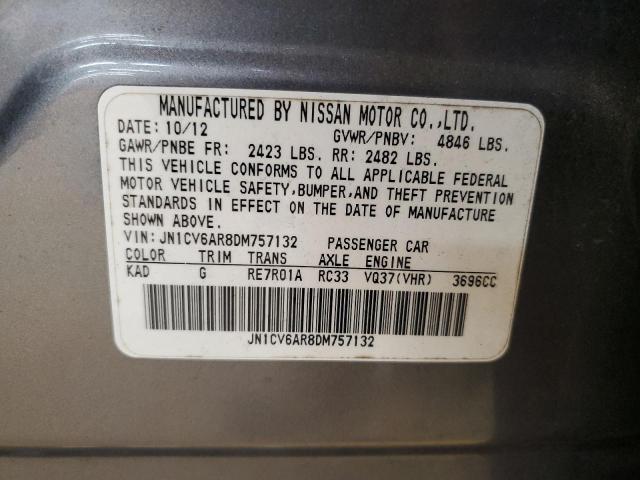 MANUFACTURED BY NISSAN MOTOR CO.,LTD.
DATE: 10/12 GVWR/PNBV: 4846 LBS.
GAWR/PNBE FR: 2423 LBS. RR: 2482 LBS.
THIS VEHICLE CONFORMS TO ALL APPLICABLE FEDERAL
MOTOR VEHICLE SAFETY,BUMPER,AND THEFT PREVENTION
STANDARDS IN EFFECT ON THE DATE OF MANUFACTURE
SHOWN ABOVE.
VIN: JN1CV6AR8DM757132 PASSENGER CAR
COLOR TRIM TRANS AXLE ENGINE
KAD G RE7R01A RC33 VQ37(VHR) 3696CC
JN1CV6AR8DM757132